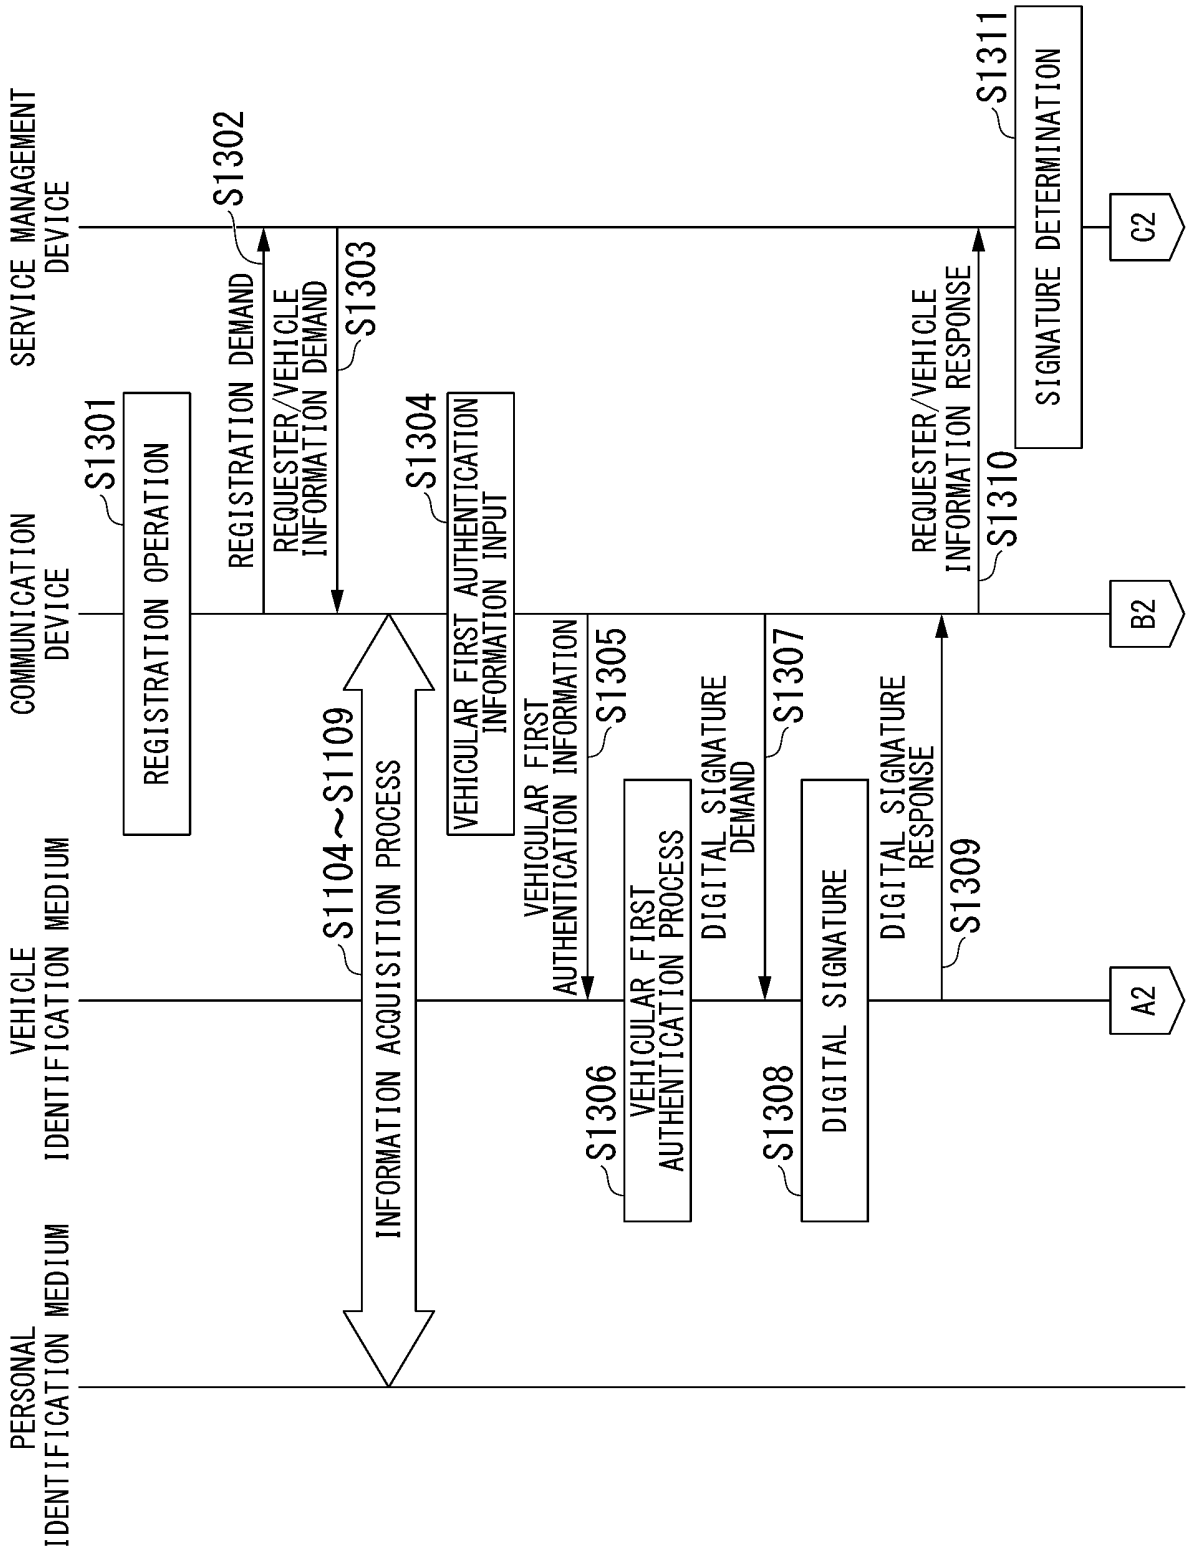 PERSONAL
IDENTIFICATION MEDIUM
VEHICLE
IDENTIFICATION MEDIUM
COMMUNICATION
DEVICE
SERVICE MANAGEMENT
DEVICE
S1301
REGISTRATION OPERATION
S1302
REGISTRATION DEMAND
REQUESTER/VEHICLE
INFORMATION DEMAND
S1303
S1104～S1109
INFORMATION ACQUISITION PROCESS
S1304
VEHICULAR FIRST AUTHENTICATION
INFORMATION INPUT
VEHICULAR FIRST
AUTHENTICATION INFORMATION
S1305
S1306
VEHICULAR FIRST
AUTHENTICATION PROCESS
DIGITAL SIGNATURE
DEMAND
S1307
S1308
DIGITAL SIGNATURE
DIGITAL SIGNATURE
RESPONSE
S1309
REQUESTER/VEHICLE
INFORMATION RESPONSE
S1310
S1311
SIGNATURE DETERMINATION
A2
B2
C2